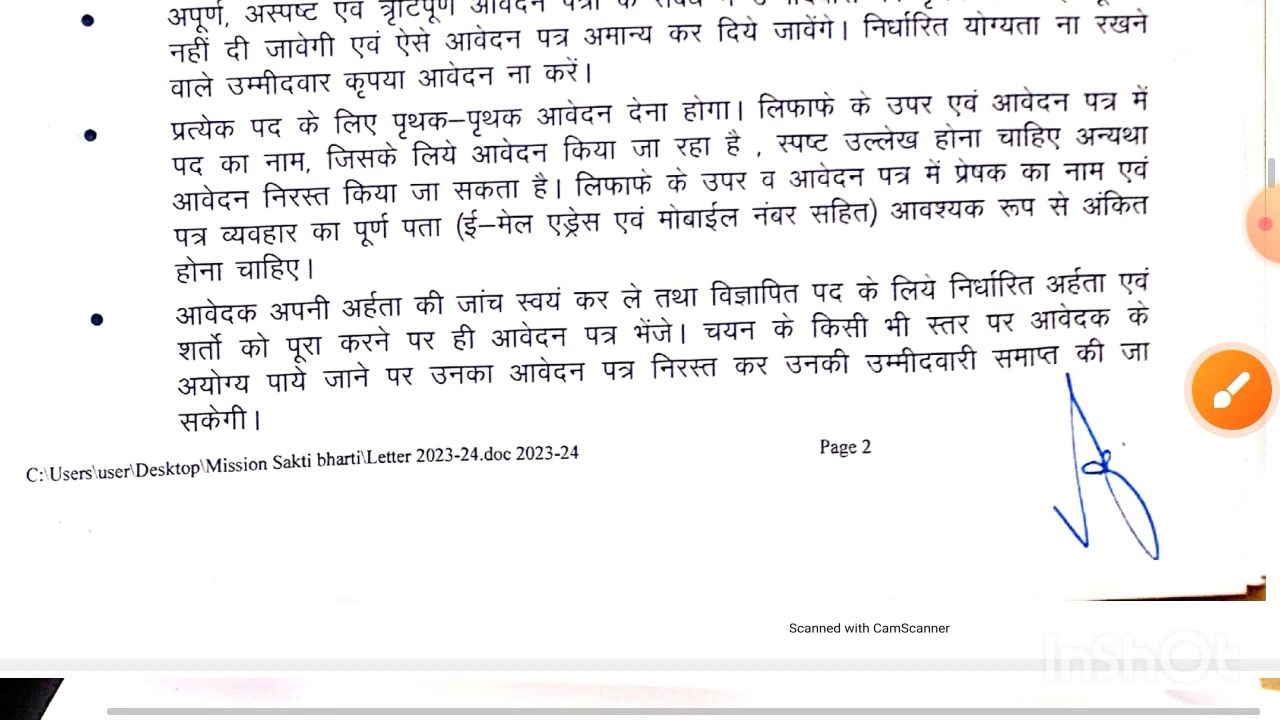 अपूर्ण, अस्पष्ट एवं त्रृटिपूर्ण आवेदन
नहीं दी जावेगी एवं ऐसे आवेदन पत्र अमान्य कर दिये जावेंगे। निर्धारित योग्यता ना रखने
वाले उम्मीदवार कृपया आवेदन ना करें।
प्रत्येक पद के लिए पृथक–पृथक आवेदन देना होगा। लिफाफे के उपर एवं आवेदन पत्र में
पद का नाम, जिसके लिये आवेदन किया जा रहा है , स्पष्ट उल्लेख होना चाहिए अन्यथा
आवेदन निरस्त किया जा सकता है। लिफाफे के उपर व आवेदन पत्र में प्रेषक का नाम एवं
पत्र व्यवहार का पूर्ण पता (ई–मेल एड्रेस एवं मोबाईल नंबर सहित) आवश्यक रूप से अंकित
होना चाहिए।
आवेदक अपनी अर्हता की जांच स्वयं कर ले तथा विज्ञापित पद के लिये निर्धारित अर्हता एवं
शर्तो को पूरा करने पर ही आवेदन पत्र भेंजे। चयन के किसी भी स्तर पर आवेदक के
अयोग्य पाये जाने पर उनका आवेदन पत्र निरस्त कर उनकी उम्मीदवारी समाप्त की जा
सकेगी।
C:\Users\user\Desktop\Mission Sakti bharti\Letter 2023-24.doc 2023-24
Page 2
Scanned with CamScanner
InShOt